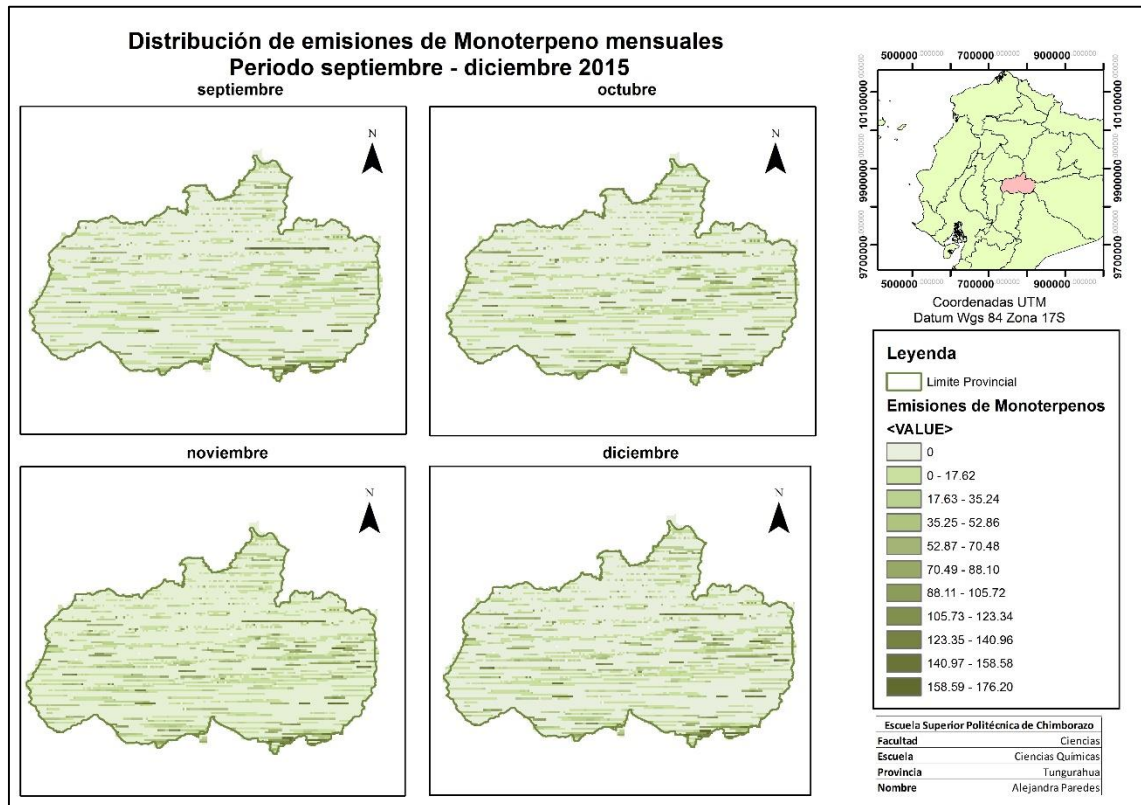 Distribución de emisiones de Monoterpeno mensuales
Periodo septiembre - diciembre 2015
septiembre
octubre
N
N
noviembre
diciembre
N
N
500000 700000 900000
10100000
9900000
9700000
10100000
9900000
9700000
500000 700000 900000
Coordenadas UTM
Datum Wgs 84 Zona 17S
Leyenda
Limite Provincial
Emisiones de Monoterpenos
<VALUE>
0
0 - 17.62
17.63 - 35.24
35.25 - 52.86
52.87 - 70.48
70.49 - 88.10
88.11 - 105.72
105.73 - 123.34
123.35 - 140.96
140.97 - 158.58
158.59 - 176.20
Escuela Superior Politécnica de Chimborazo
Facultad Ciencias
Escuela Ciencias Químicas
Provincia Tungurahua
Nombre Alejandra Paredes